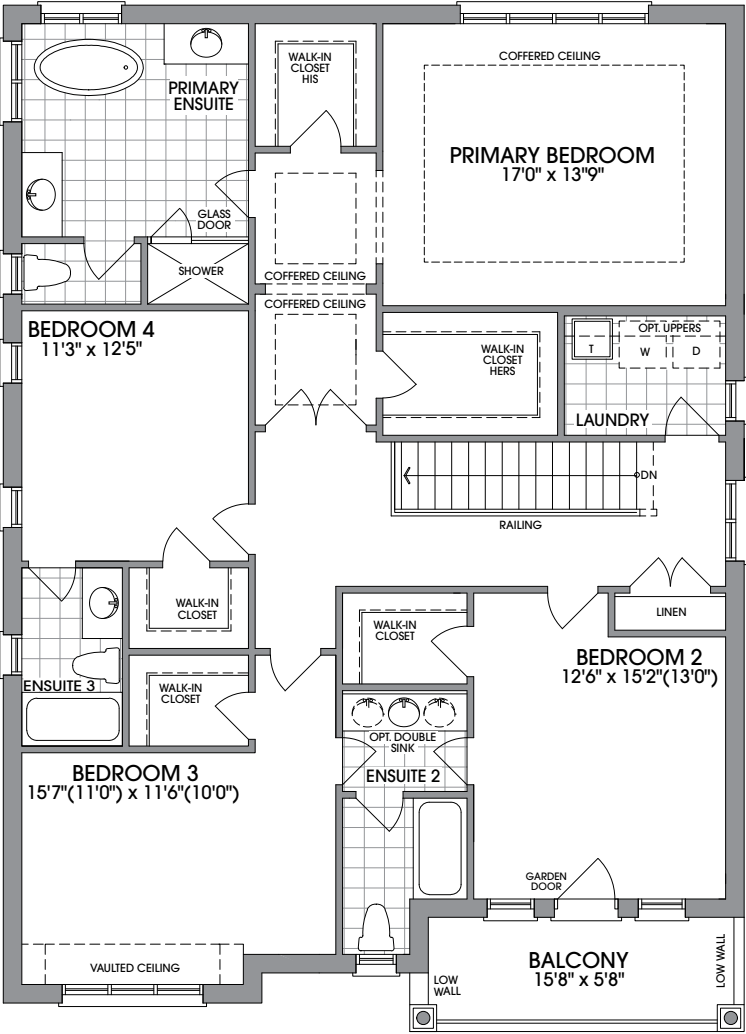 WALK-IN
CLOSET
HIS
COFFERED CEILING
PRIMARY
ENSUITE
PRIMARY BEDROOM
17'0" x 13'9"
GLASS
DOOR
SHOWER
COFFERED CEILING
COFFERED CEILING
BEDROOM 4
11'3" x 12'5"
WALK-IN
CLOSET
HERS
OPT. UPPERS
T
W
D
LAUNDRY
DN
RAILING
WALK-IN
CLOSET
LINEN
WALK-IN
CLOSET
BEDROOM 2
12'6" x 15'2"(13'0")
ENSUITE 3
WALK-IN
CLOSET
OPT. DOUBLE
SINK
ENSUITE 2
BEDROOM 3
15'7"(11'0") x 11'6"(10'0")
GARDEN
DOOR
VAULTED CEILING
BALCONY
15'8" x 5'8"
LOW
WALL
LOW WALL